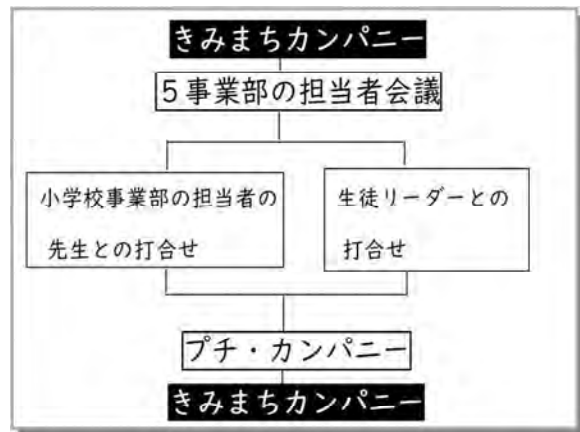 きみまちカンパニー
5事業部の担当者会議
小学校事業部の担当者の
先生との打合せ
生徒リーダーとの
打合せ
プチ・カンパニー
きみまちカンパニー